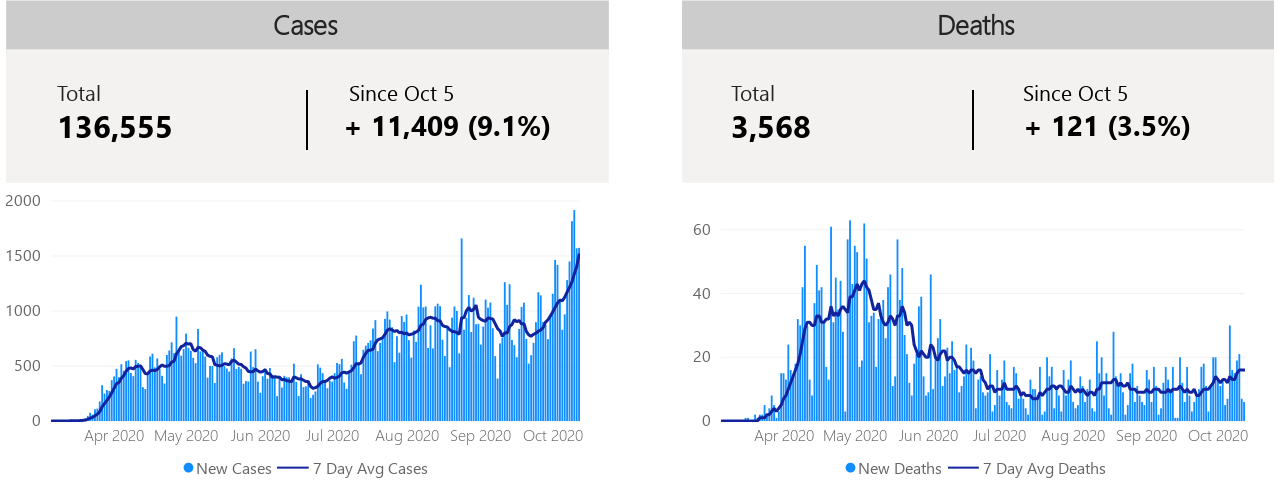 Cases
Total
136,555
Since Oct 5
+ 11,409 (9.1%)
2000
1500
1000
500
0
Apr 2020 May 2020 Jun 2020 Jul 2020 Aug 2020 Sep 2020 Oct 2020
New Cases 7 Day Avg Cases
Deaths
Total
3,568
Since Oct 5
+ 121 (3.5%)
60
40
20
0
Apr 2020 May 2020 Jun 2020 Jul 2020 Aug 2020 Sep 2020 Oct 2020
New Deaths 7 Day Avg Deaths